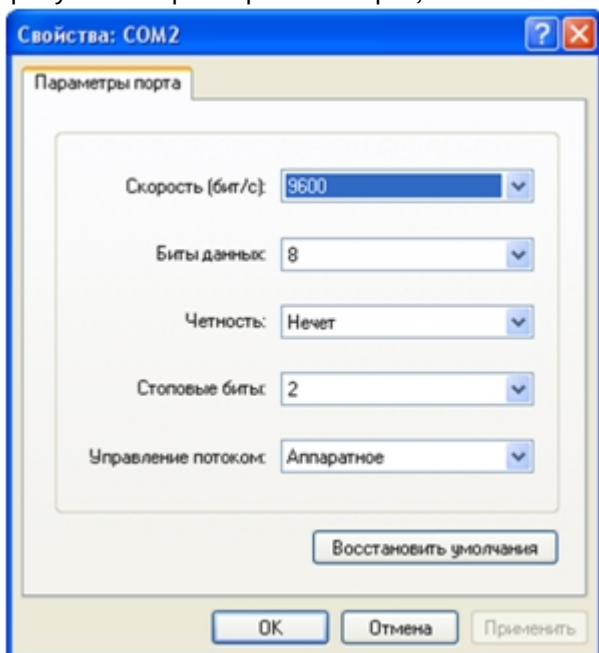 Свойства: COM2
Параметры порта
Скорость (бит/с): 9600
Биты данных: 8
Четность: Нечет
Стоповые биты: 2
Управление потоком: Аппаратное
Восстановить умолчания
OK Отмена Применить